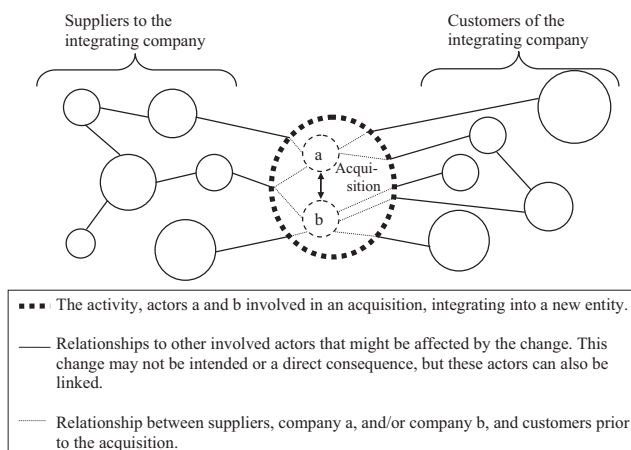 Suppliers to the
integrating company
Customers of the
integrating company
a
Acqui-
sition
b
The activity, actors a and b involved in an acquisition, integrating into a new entity.
Relationships to other involved actors that might be affected by the change. This
change may not be intended or a direct consequence, but these actors can also be
linked.
Relationship between suppliers, company a, and/or company b, and customers prior
to the acquisition.